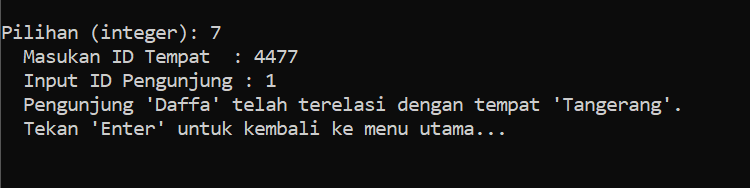 Pilihan (integer): 7
Masukan ID Tempat  : 4477
Input ID Pengunjung : 1
Pengunjung 'Daffa' telah terelasi dengan tempat 'Tangerang'.
Tekan 'Enter' untuk kembali ke menu utama...